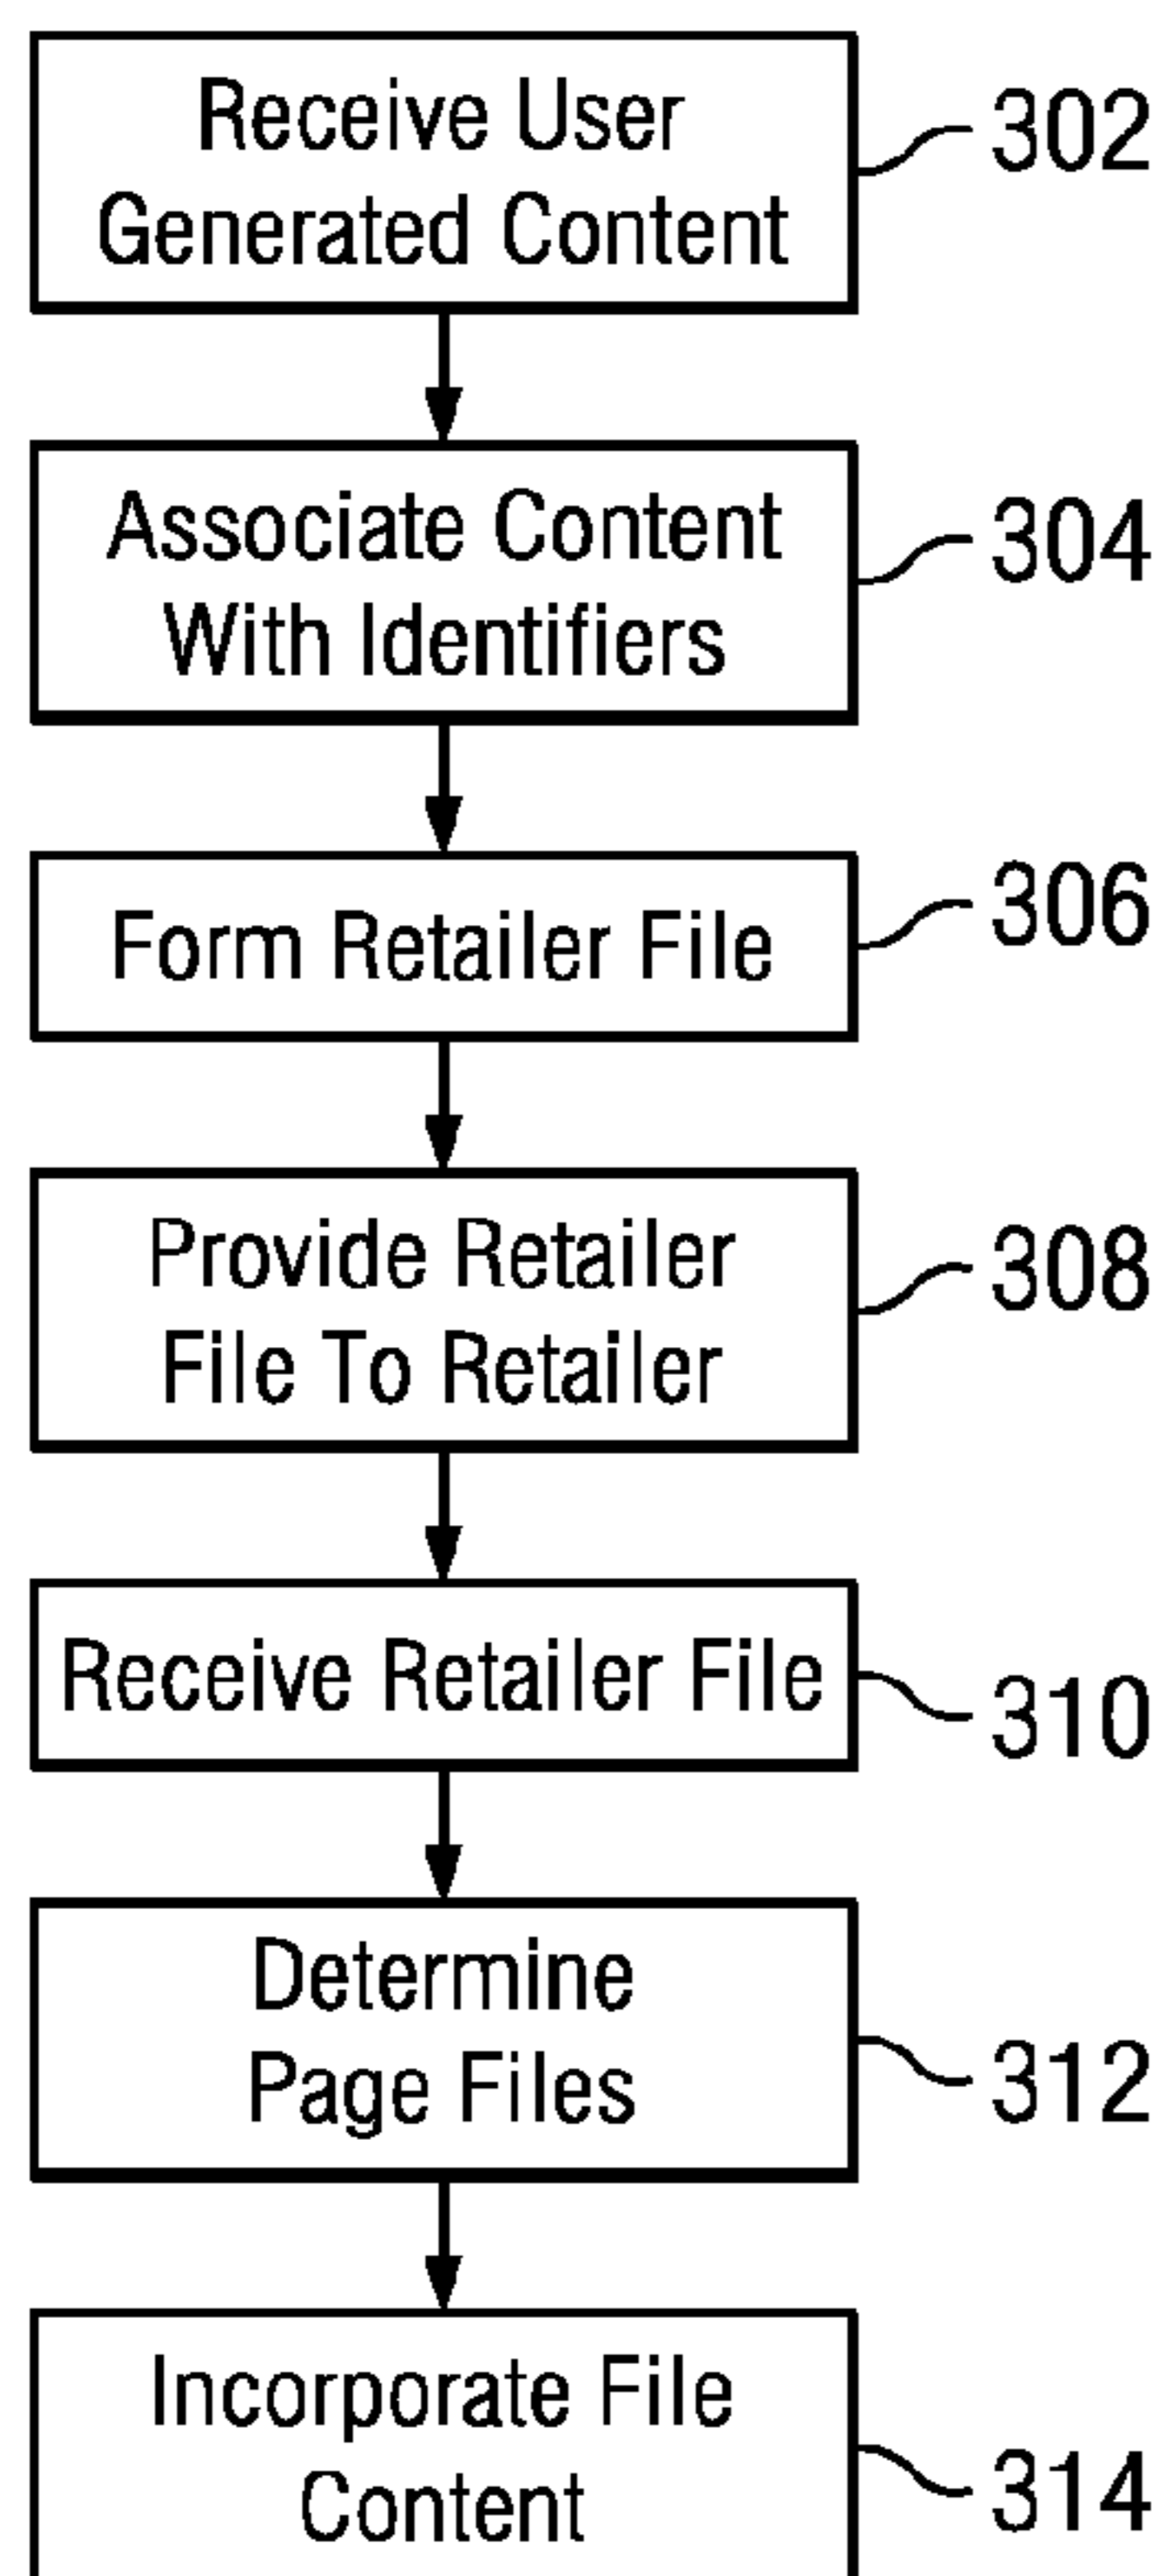 Receive User
Generated Content
302
Associate Content
With Identifiers
304
Form Retailer File
306
Provide Retailer
File To Retailer
308
Receive Retailer File
310
Determine
Page Files
312
Incorporate File
Content
314